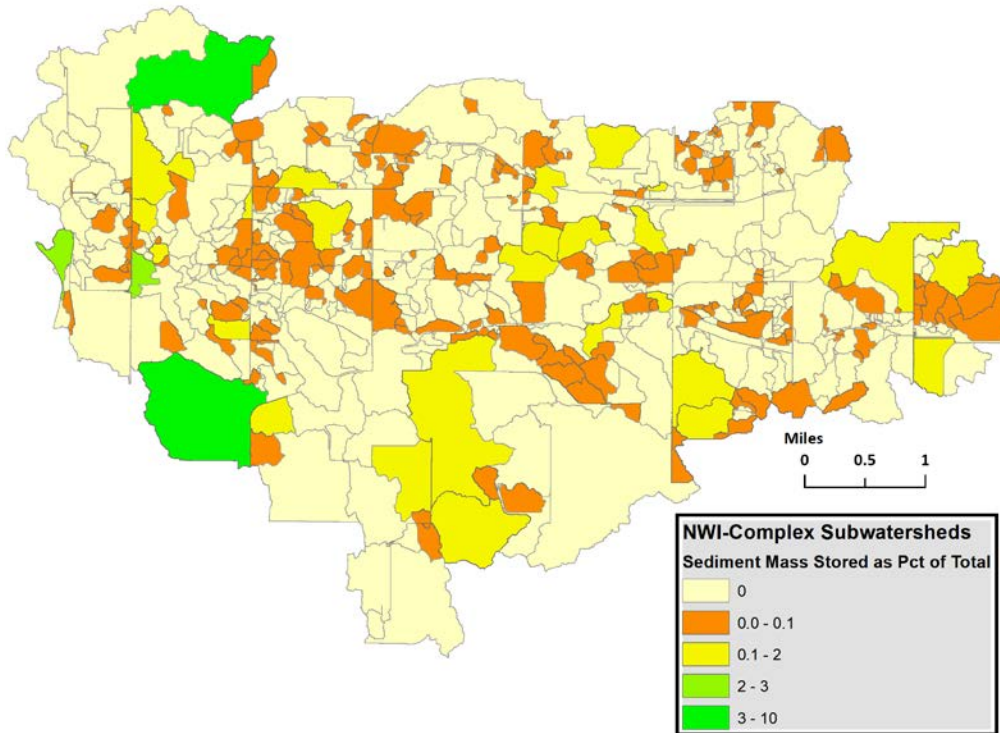 Miles
0 0.5 1
NWI-Complex Subwatersheds
Sediment Mass Stored as Pct of Total
0
0.0 - 0.1
0.1 - 2
2 - 3
3 - 10